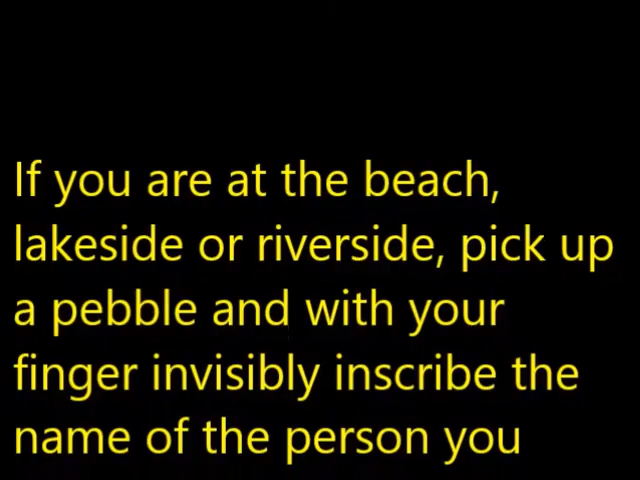 If you are at the beach,
lakeside or riverside, pick up
a pebble and with your
finger invisibly inscribe the
name of the person you